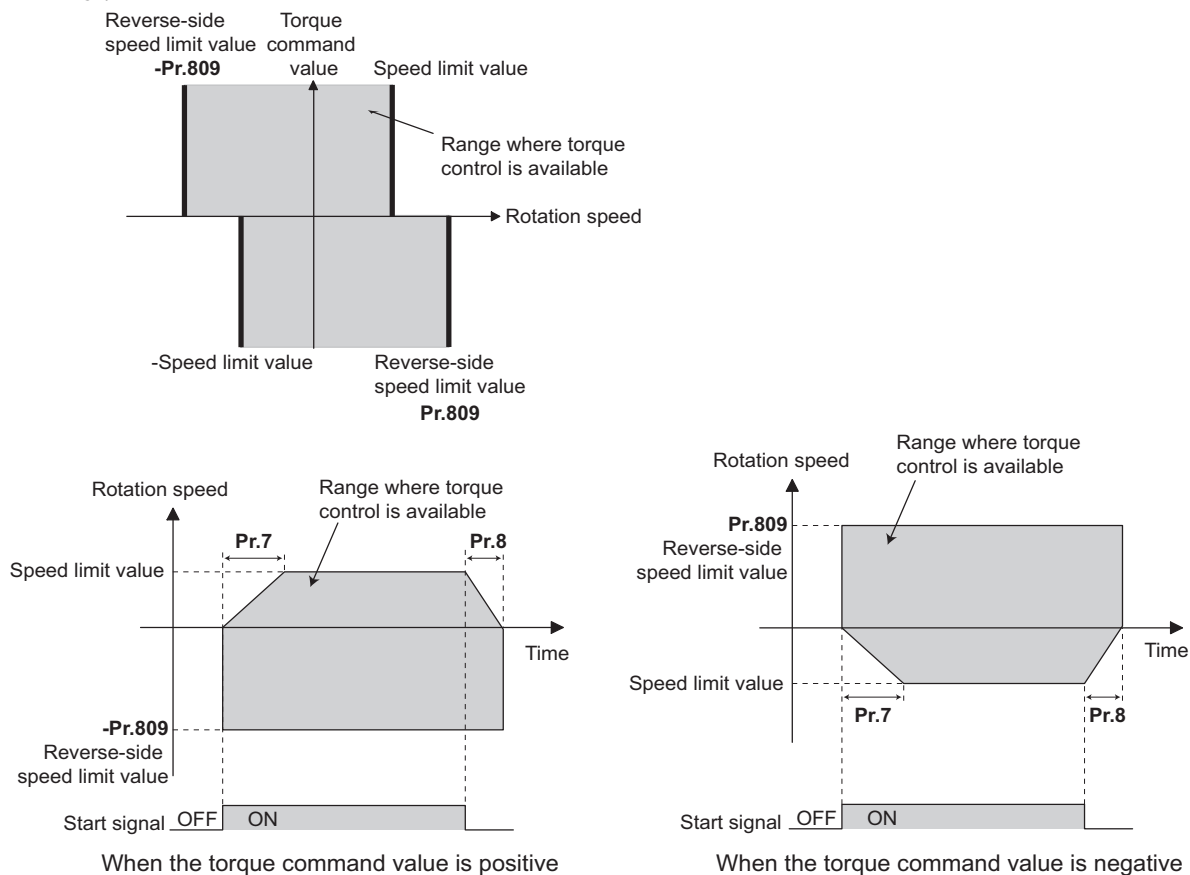 Reverse-side
speed limit value
-Pr.809
Torque
command
value
Speed limit value
Range where torque
control is available
Rotation speed
-Speed limit value
Reverse-side
speed limit value
Pr.809
Rotation speed
Range where torque
control is available
Pr.7
Pr.8
Speed limit value
Time
-Pr.809
Reverse-side
speed limit value
Start signal
OFF
ON
When the torque command value is positive
Range where torque
control is available
Rotation speed
Pr.809
Reverse-side
speed limit value
Time
Speed limit value
Pr.7
Pr.8
Start signal
OFF
ON
When the torque command value is negative